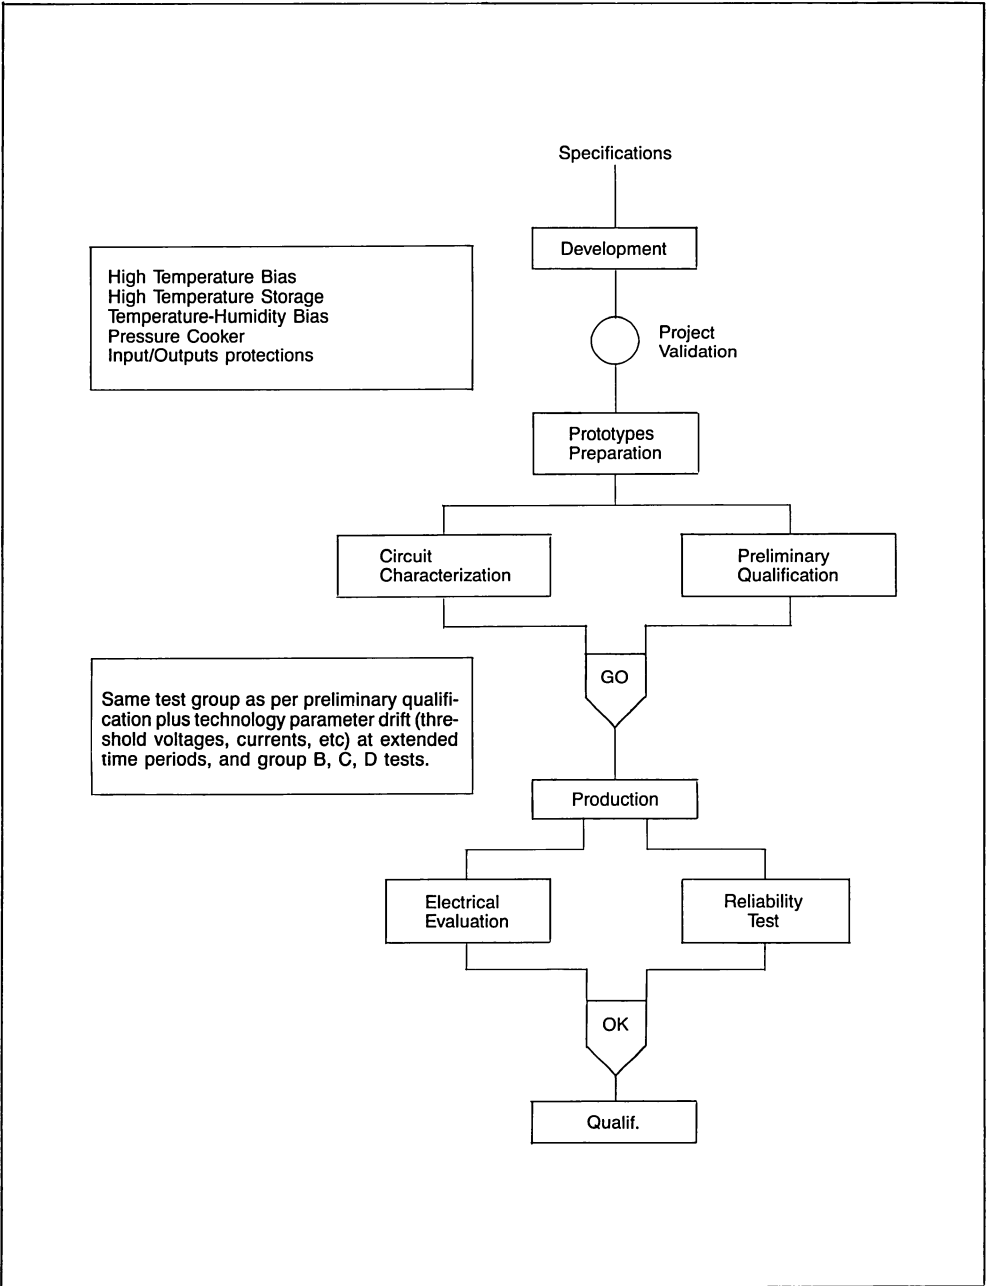 Specifications
Development
High Temperature Bias
High Temperature Storage
Temperature-Humidity Bias
Pressure Cooker
Input/Outputs protections
Project
Validation
Prototypes
Preparation
Circuit
Characterization
Preliminary
Qualification
GO
Same test group as per preliminary qualifi-
cation plus technology parameter drift (thre-
shold voltages, currents, etc) at extended
time periods, and group B, C, D tests.
Production
Electrical
Evaluation
Reliability
Test
OK
Qualif.